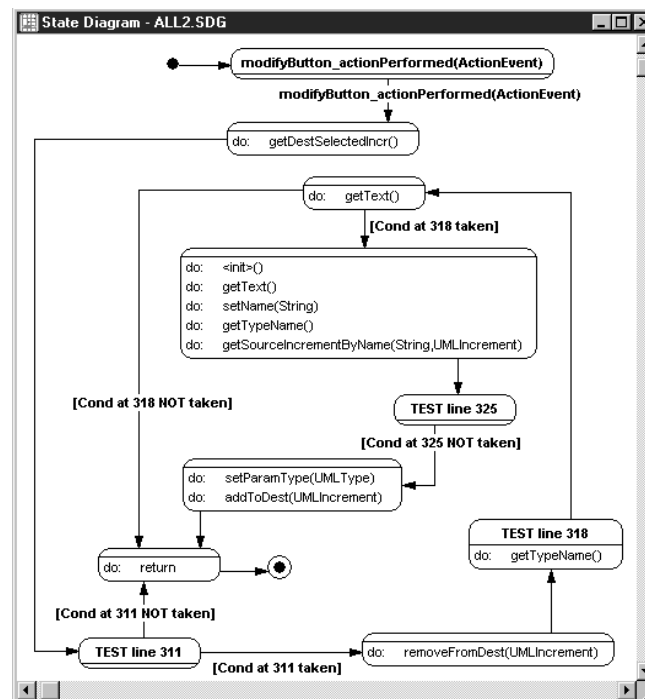 State Diagram - ALL2.SDG
modifyButton_actionPerformed(ActionEvent)
modifyButton_actionPerformed(ActionEvent)
do: getDestSelectedIncr()
do: getText()
[Cond at 318 taken]
do: <init>()
do: getText()
do: setName(String)
do: getTypeName()
do: getSourceIncrementByName(String,UMLIncrement)
[Cond at 318 NOT taken]
TEST line 325
[Cond at 325 NOT taken]
do: setParamType(UMLType)
do: addToDest(UMLIncrement)
TEST line 318
do: getTypeName()
do: return
[Cond at 311 NOT taken]
TEST line 311
[Cond at 311 taken]
do: removeFromDest(UMLIncrement)